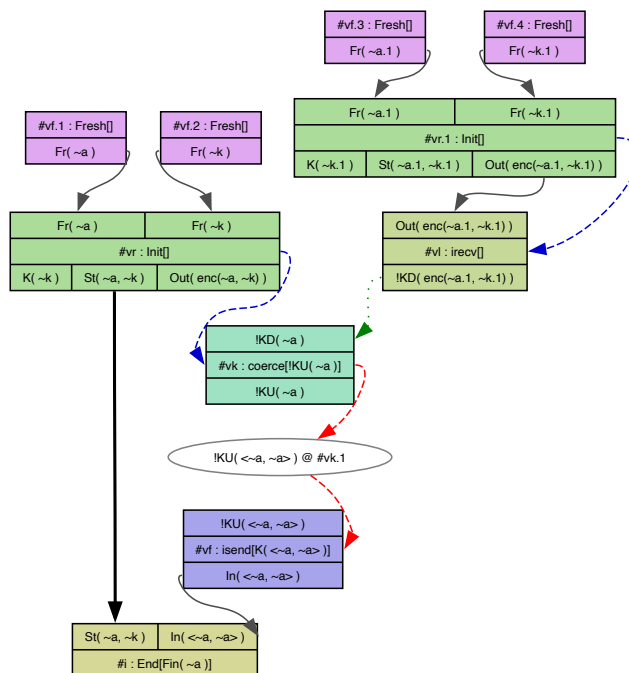 #vf.3 : Fresh[]
Fr( ~a.1 )
#vf.4 : Fresh[]
Fr( ~k.1 )
Fr( ~a.1 )
Fr( ~k.1 )
#vr.1 : Init[]
K( ~k.1 )
St( ~a.1, ~k.1 )
Out( enc(~a.1, ~k.1) )
#vf.1 : Fresh[]
Fr( ~a )
#vf.2 : Fresh[]
Fr( ~k )
Fr( ~a )
Fr( ~k )
#vr : Init[]
K( ~k )
St( ~a, ~k )
Out( enc(~a, ~k) )
Out( enc(~a.1, ~k.1) )
#vl : irecv[]
!KD( enc(~a.1, ~k.1) )
!KD( ~a )
#vk : coerce[!KU( ~a )]
!KU( ~a )
!KU( <~a, ~a> ) @ #vk.1
!KU( <~a, ~a> )
#vf : isend[K( <~a, ~a> )]
In( <~a, ~a> )
St( ~a, ~k )
In( <~a, ~a> )
#i : End[Fin( ~a )]